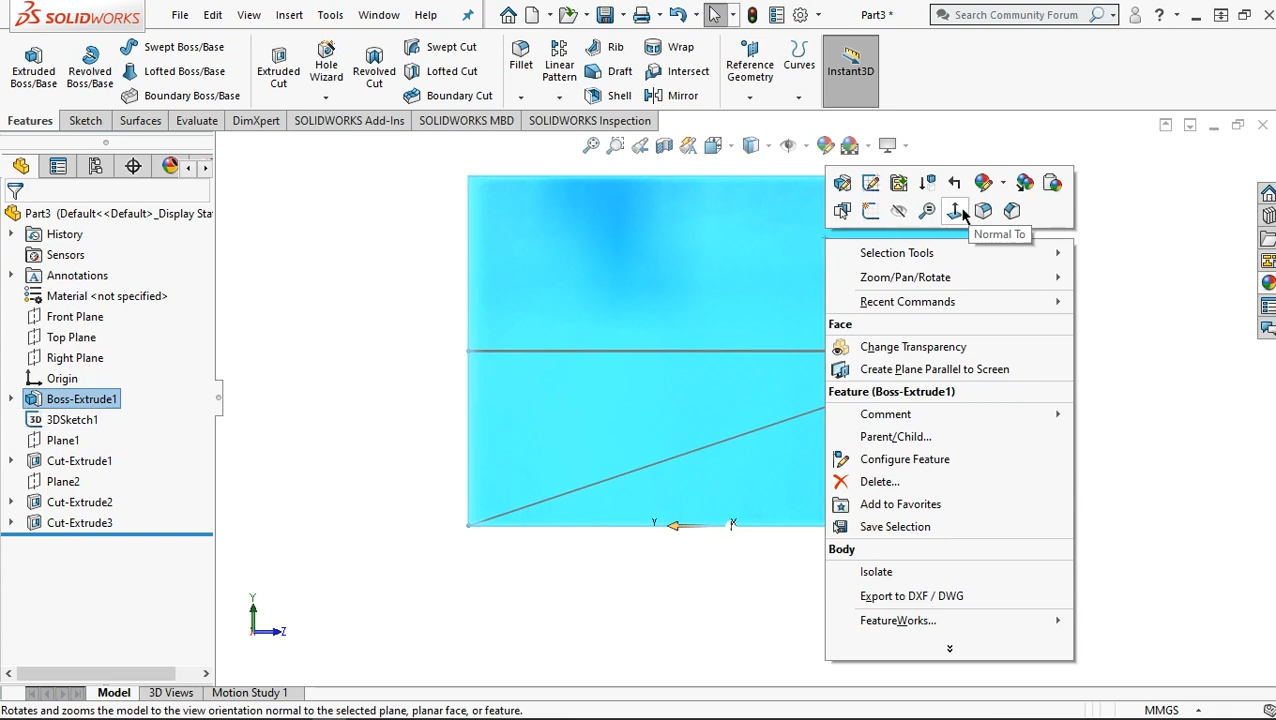 SOLIDWORKS
File Edit View Insert Tools Window Help
Part3 *
Search Community Forum
?
Extruded Boss/Base
Revolved Boss/Base
Swept Boss/Base
Lofted Boss/Base
Boundary Boss/Base
Extruded Cut
Hole Wizard
Revolved Cut
Swept Cut
Lofted Cut
Boundary Cut
Fillet
Linear Pattern
Rib
Draft
Shell
Wrap
Intersect
Mirror
Reference Geometry
Curves
Instant3D
Features Sketch Surfaces Evaluate DimXpert SOLIDWORKS Add-Ins SOLIDWORKS MBD SOLIDWORKS Inspection
Part3 (Default<<Default>_Display Sta
History
Sensors
Annotations
Material <not specified>
Front Plane
Top Plane
Right Plane
Origin
Boss-Extrude1
3D 3DSketch1
Plane1
Cut-Extrude1
Plane2
Cut-Extrude2
Cut-Extrude3
Normal To
Selection Tools
Zoom/Pan/Rotate
Recent Commands
Face
Change Transparency
Create Plane Parallel to Screen
Feature (Boss-Extrude1)
Comment
Parent/Child...
Configure Feature
Delete...
Add to Favorites
Save Selection
Body
Isolate
Export to DXF / DWG
FeatureWorks...
Y X
Y
Z
Model 3D Views Motion Study 1
Rotates and zooms the model to the view orientation normal to the selected plane, planar face, or feature.
MMGS